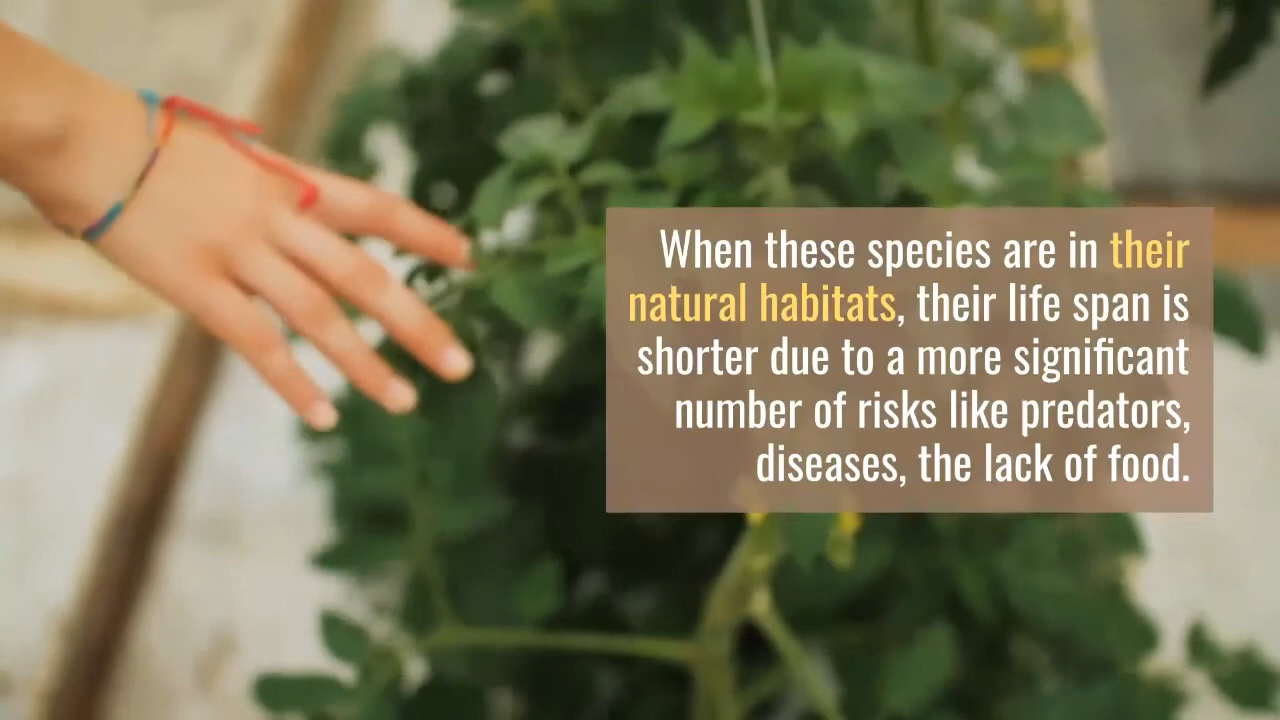 When these species are in their
natural habitats, their life span is
shorter due to a more significant
number of risks like predators,
diseases, the lack of food.